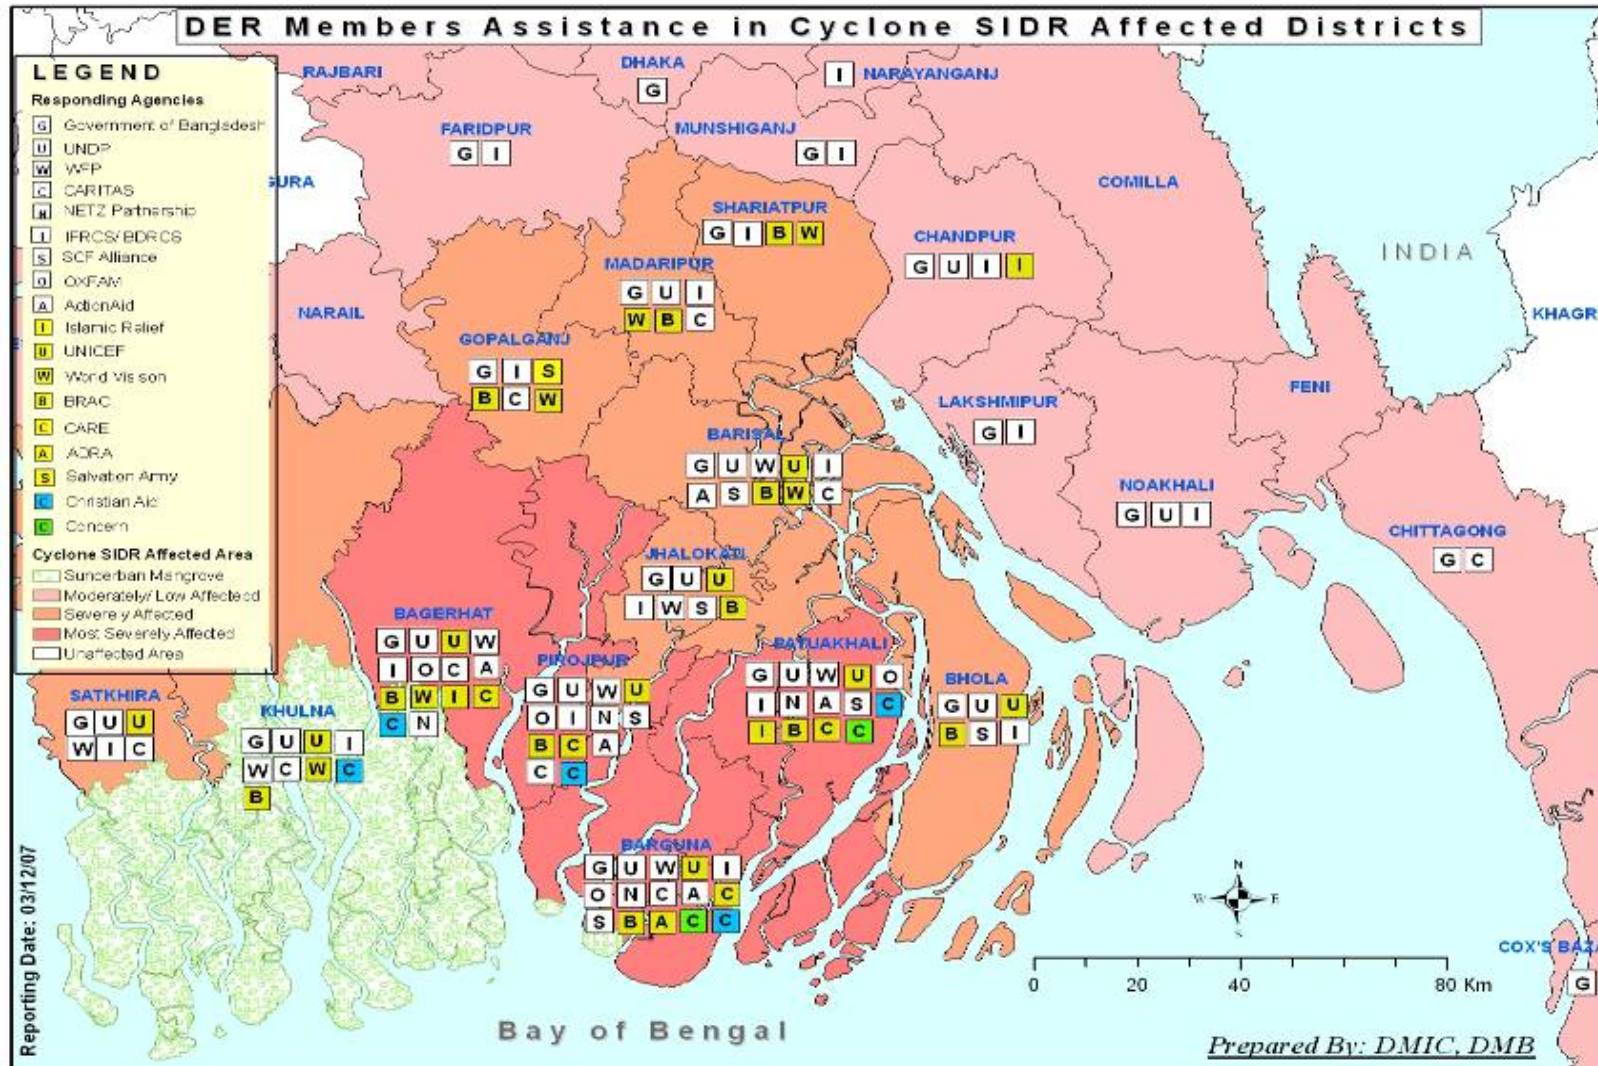 DER Members Assistance in Cyclone SIDR Affected Districts
LEGEND
Responding Agencies
G Government of Bangladesh
U UNDP
W WFP
C CARITAS
N NETZ Partnership
I IFRCS/BDRCS
S SCF Alliance
O OXFAM
A ActionAid
I Islamic Relief
U UNICEF
W World Vision
B BRAC
C CARE
A ADRA
S Salvation Army
C Christian Aid
C Concern
Cyclone SIDR Affected Area
Sunderban Mangrove
Moderately/ Low Affected
Severely Affected
Most Severely Affected
Unaffected Area
RAJBARI
DHAKA
G
I NARAYANGANJ
FARIDPUR
G I
MUNSHIGANJ
G I
GURA
COMILLA
SHARIATPUR
G I B W
CHANDPUR
G U I I
INDIA
MADARIPUR
G U I
W B C
NARAIL
KHAGR
GOPALGANJ
G I S
B C W
FENI
LAKSHMIPUR
G I
BARISAL
G U W U I
A S B W C
NOAKHALI
G U I
CHITTAGONG
G C
JHALOKATI
G U U
I W S B
BAGERHAT
G U U W
I O C A
B W I C
C N
PIROJPUR
G U W U
O I N S
B C A
C C
PATUAKHALI
G U W U O
I N A S C
I B C C
BHOLA
G U U
B S I
SATKHIRA
G U U
W I C
KHULNA
G U U I
W C W C
B
BARGUNA
G U W U I
O N C A C
S B A C C
N
W E
S
COX'S BAZA
G
0 20 40 80 Km
Bay of Bengal
Prepared By: DMIC, DMB
Reporting Date: 03/12/07